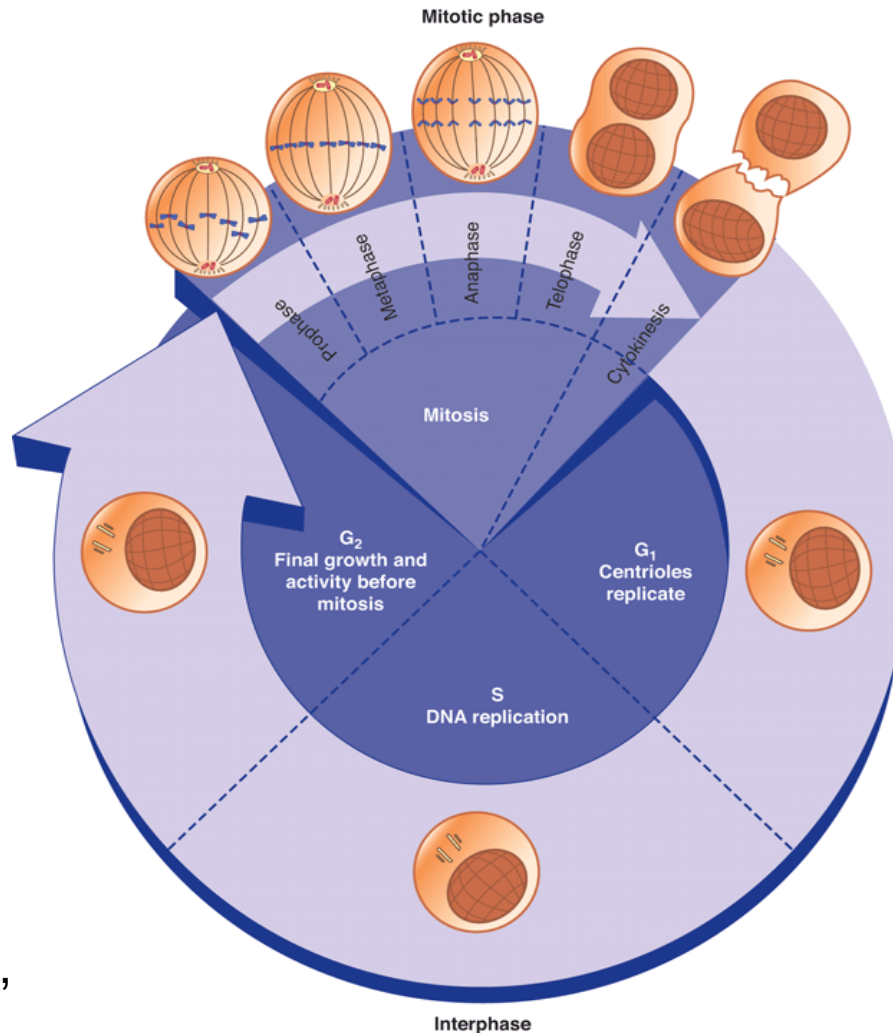 Mitotic phase
Prophase
Metaphase
Anaphase
Telophase
Cytokinesis
Mitosis
G₂
Final growth and
activity before
mitosis
G₁
Centrioles
replicate
S
DNA replication
,
Interphase